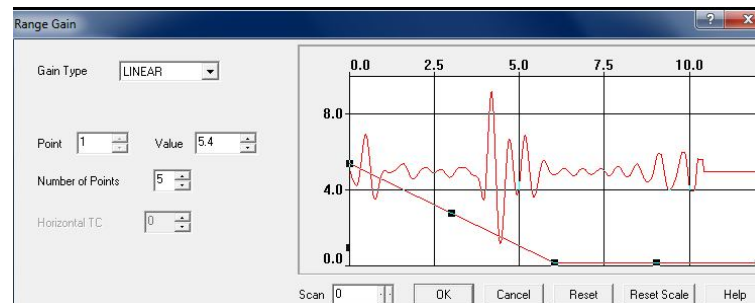 Range Gain
? X
Gain Type LINEAR
0.0 2.5 5.0 7.5 10.0
8.0
Point 1 Value 5.4
Number of Points 5
4.0
Horizontal TC 0
0.0
Scan 0 OK Cancel Reset Reset Scale Help